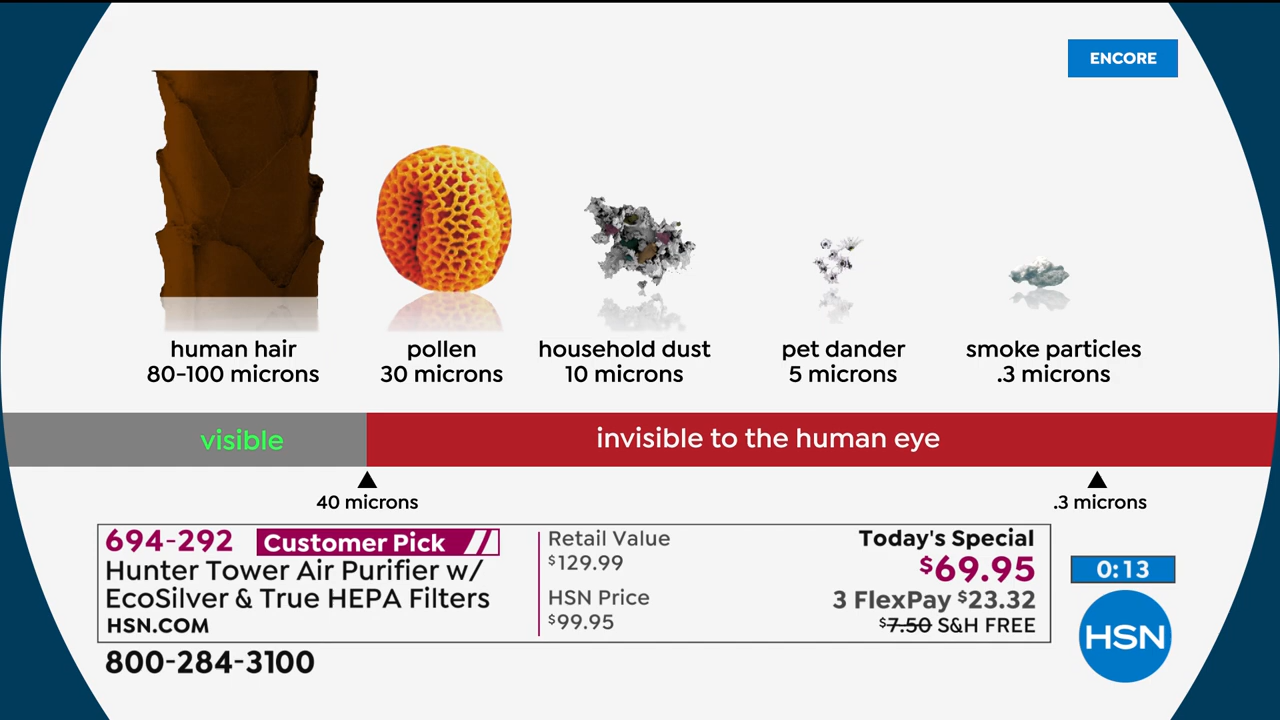 ENCORE
human hair
80-100 microns
pollen
30 microns
household dust
10 microns
pet dander
5 microns
smoke particles
.3 microns
visible
invisible to the human eye
40 microns
.3 microns
694-292 Customer Pick
Hunter Tower Air Purifier w/
EcoSilver & True HEPA Filters
HSN.COM
Retail Value
$129.99
HSN Price
$99.95
Today's Special
$69.95
3 FlexPay $23.32
$7.50 S&H FREE
0:13
HSN
800-284-3100